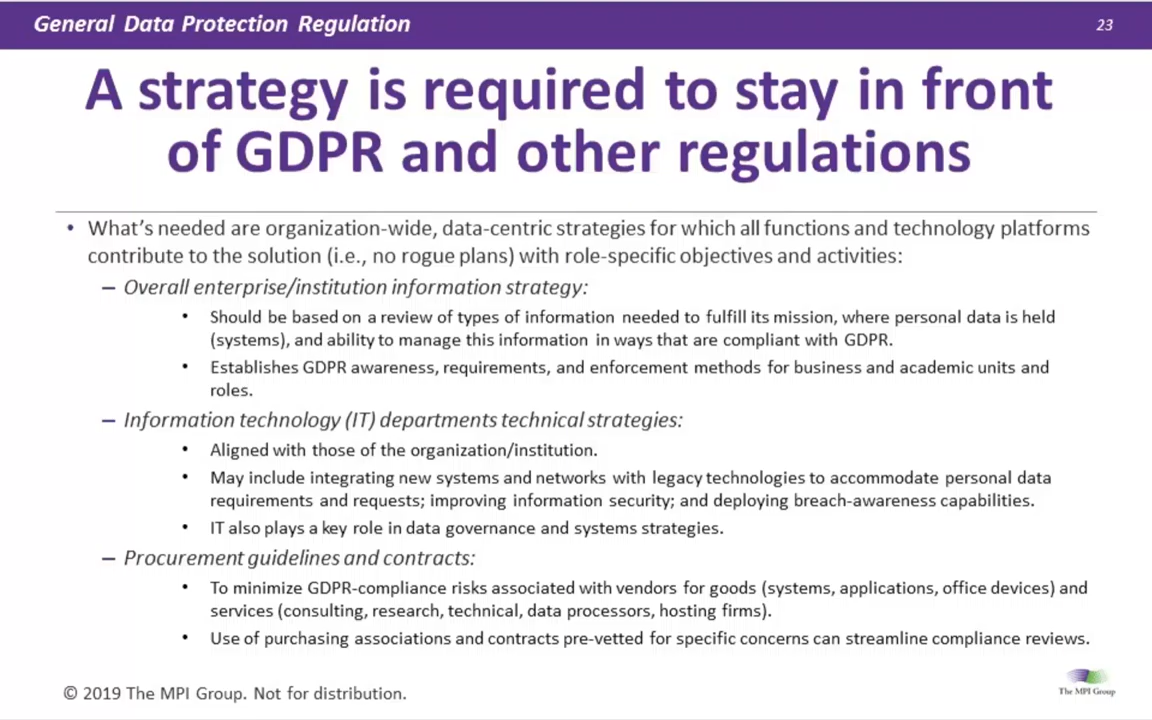 General Data Protection Regulation
23
A strategy is required to stay in front
of GDPR and other regulations
• What's needed are organization-wide, data-centric strategies for which all functions and technology platforms
contribute to the solution (i.e., no rogue plans) with role-specific objectives and activities:
– Overall enterprise/institution information strategy:
• Should be based on a review of types of information needed to fulfill its mission, where personal data is held
(systems), and ability to manage this information in ways that are compliant with GDPR.
• Establishes GDPR awareness, requirements, and enforcement methods for business and academic units and
roles.
– Information technology (IT) departments technical strategies:
• Aligned with those of the organization/institution.
• May include integrating new systems and networks with legacy technologies to accommodate personal data
requirements and requests; improving information security; and deploying breach-awareness capabilities.
• IT also plays a key role in data governance and systems strategies.
– Procurement guidelines and contracts:
• To minimize GDPR-compliance risks associated with vendors for goods (systems, applications, office devices) and
services (consulting, research, technical, data processors, hosting firms).
• Use of purchasing associations and contracts pre-vetted for specific concerns can streamline compliance reviews.
© 2019 The MPI Group. Not for distribution.
The MPI Group